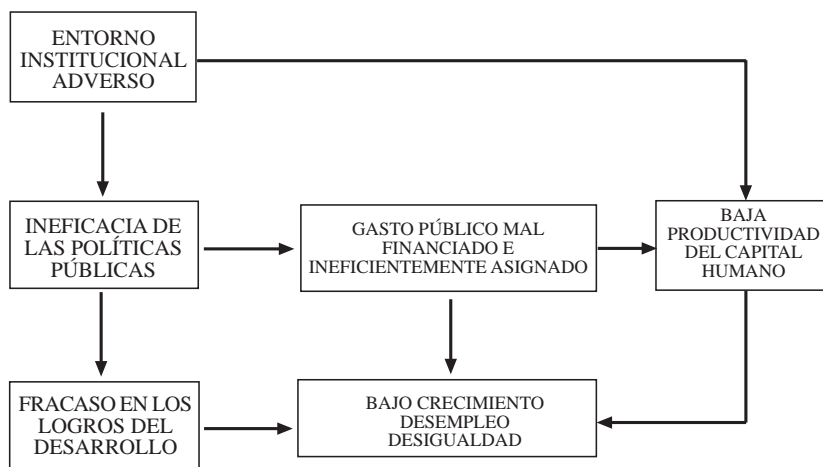 ENTORNO
INSTITUCIONAL
ADVERSO
INEFICACIA DE
LAS POLÍTICAS
PÚBLICAS
GASTO PÚBLICO MAL
FINANCIADO E
INEFICIENTEMENTE ASIGNADO
BAJA
PRODUCTIVIDAD
DEL CAPITAL
HUMANO
FRACASO EN LOS
LOGROS DEL
DESARROLLO
BAJO CRECIMIENTO
DESEMPLEO
DESIGUALDAD